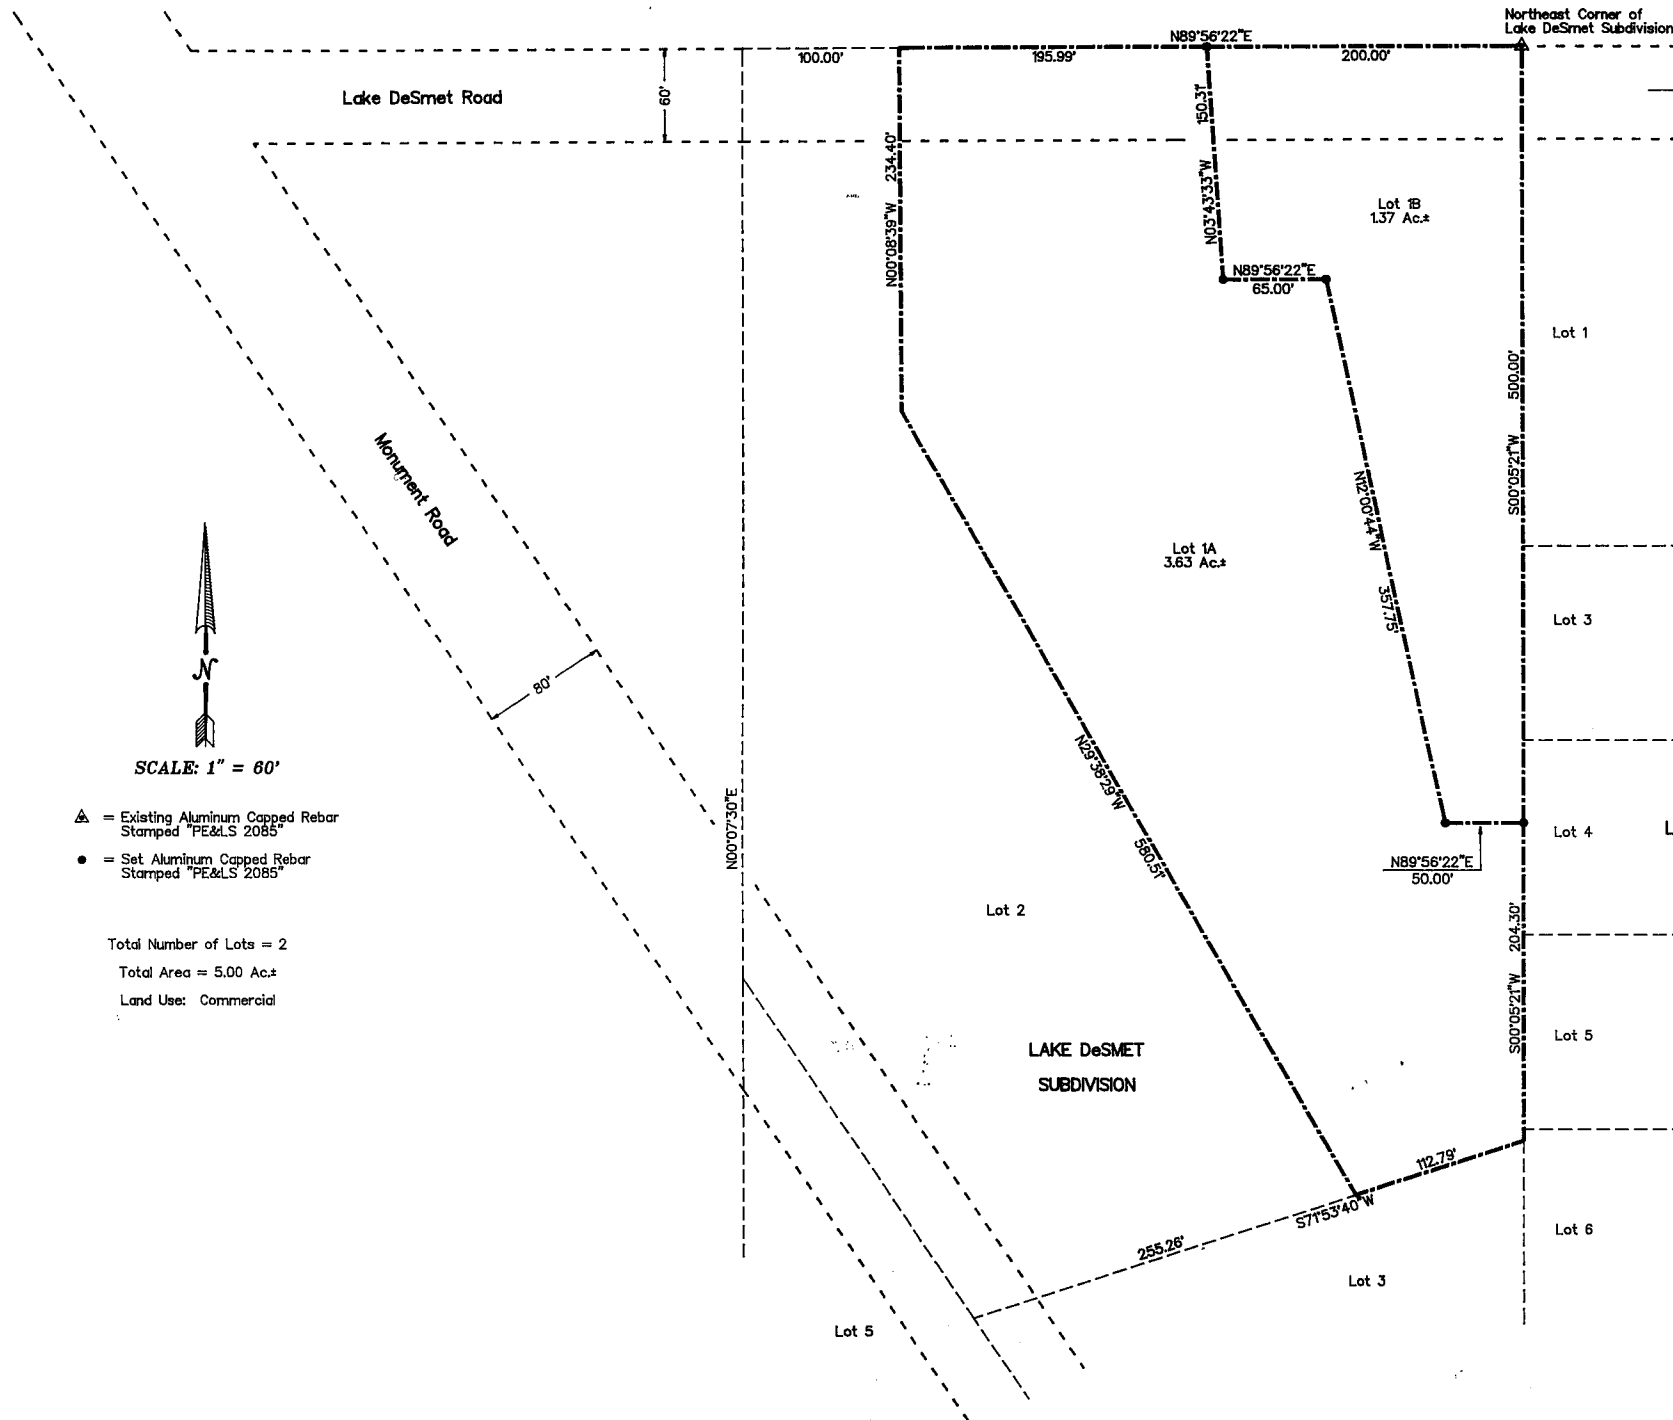 Northeast Corner of
Lake DeSmet Subdivision
N89°56'22"E
100.00'
195.99'
200.00'
Lake DeSmet Road
60'
150.31'
N03°43'33"W
234.40'
N00°08'39"W
Lot 1B
1.37 Ac.±
N89°56'22"E
65.00'
Lot 1
500.00'
S00°05'21"W
Monument Road
N12°00'44"W
357.75'
Lot 1A
3.63 Ac.±
Lot 3
80'
N
SCALE: 1" = 60'
= Existing Aluminum Capped Rebar
Stamped "PE&LS 2085"
= Set Aluminum Capped Rebar
Stamped "PE&LS 2085"
N00°07'30"E
N29°38'29"W
580.51'
Lot 4
L
N89°56'22"E
50.00'
Lot 2
204.30'
S00°05'21"W
Total Number of Lots = 2
Total Area = 5.00 Ac.±
Land Use: Commercial
LAKE DeSMET
SUBDIVISION
Lot 5
112.79'
S71°53'40"W
255.26'
Lot 6
Lot 3
Lot 5